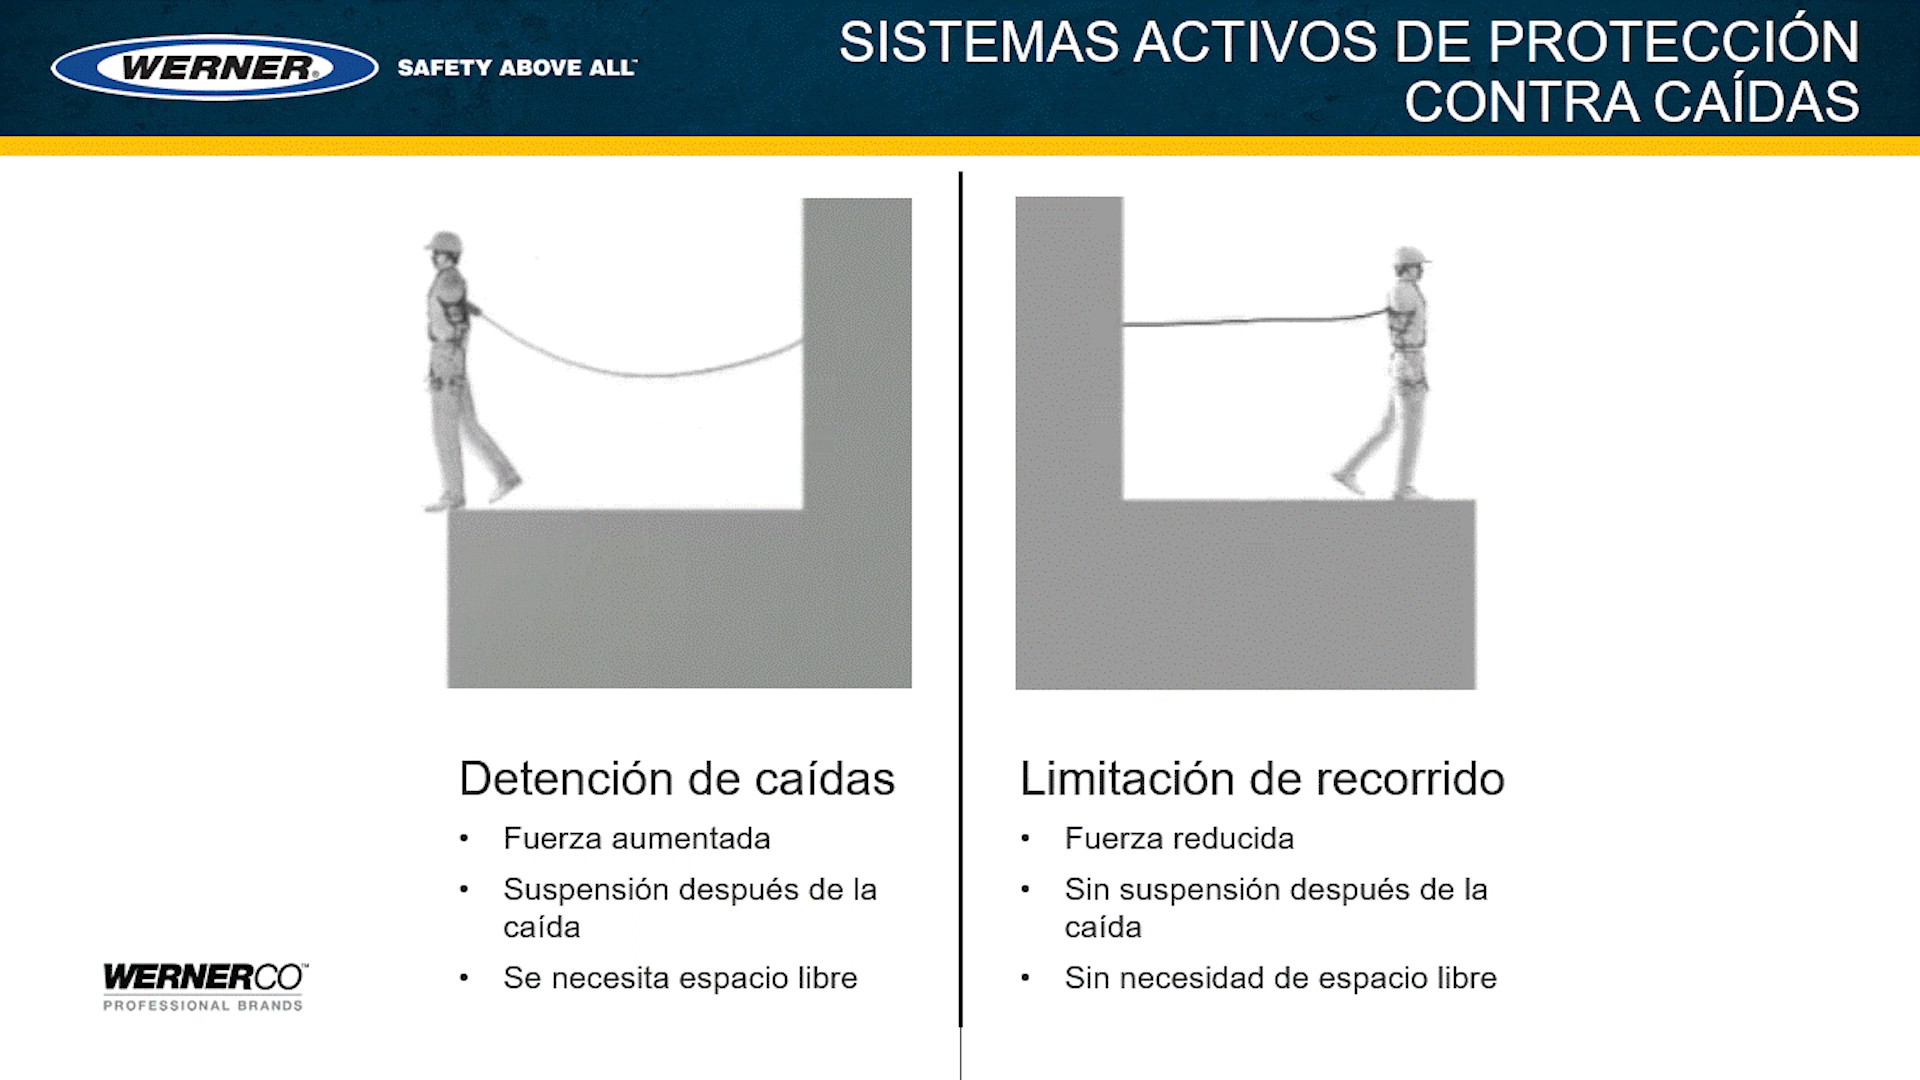 WERNER®
SAFETY ABOVE ALL™
SISTEMAS ACTIVOS DE PROTECCIÓN
CONTRA CAÍDAS
Detención de caídas
• Fuerza aumentada
• Suspensión después de la
caída
• Se necesita espacio libre
Limitación de recorrido
• Fuerza reducida
• Sin suspensión después de la
caída
• Sin necesidad de espacio libre
WERNERCO™
PROFESSIONAL BRANDS